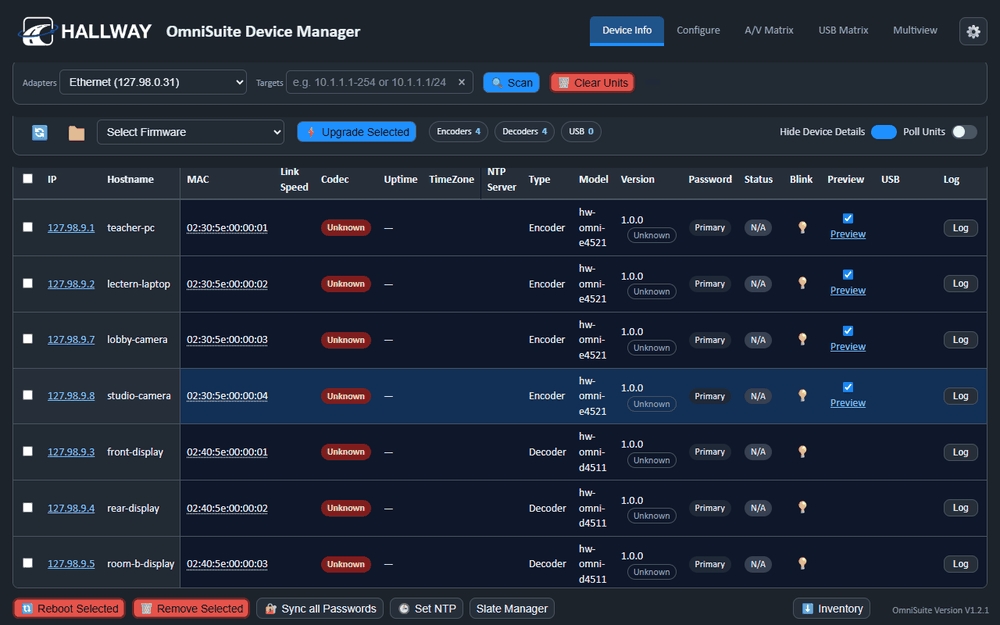 HALLWAY OmniSuite Device Manager Device Info Configure A/V Matrix USB Matrix Multiview
Adapters Ethernet (127.98.0.31) Targets e.g. 10.1.1.1-254 or 10.1.1.1/24 × Scan Clear Units
Select Firmware Upgrade Selected Encoders 4 Decoders 4 USB 0 Hide Device Details Poll Units
IP Hostname MAC Link Speed Codec Uptime TimeZone NTP Server Type Model Version Password Status Blink Preview USB Log
127.98.9.1 teacher-pc 02:30:5e:00:00:01 Unknown — Encoder hw-omni-e4521 1.0.0 Unknown Primary N/A Preview Log
127.98.9.2 lectern-laptop 02:30:5e:00:00:02 Unknown — Encoder hw-omni-e4521 1.0.0 Unknown Primary N/A Preview Log
127.98.9.7 lobby-camera 02:30:5e:00:00:03 Unknown — Encoder hw-omni-e4521 1.0.0 Unknown Primary N/A Preview Log
127.98.9.8 studio-camera 02:30:5e:00:00:04 Unknown — Encoder hw-omni-e4521 1.0.0 Unknown Primary N/A Preview Log
127.98.9.3 front-display 02:40:5e:00:00:01 Unknown — Decoder hw-omni-d4511 1.0.0 Unknown Primary N/A Log
127.98.9.4 rear-display 02:40:5e:00:00:02 Unknown — Decoder hw-omni-d4511 1.0.0 Unknown Primary N/A Log
127.98.9.5 room-b-display 02:40:5e:00:00:03 Unknown — Decoder hw-omni-d4511 1.0.0 Unknown Primary N/A Log
Reboot Selected Remove Selected Sync all Passwords Set NTP Slate Manager Inventory OmniSuite Version V1.2.1